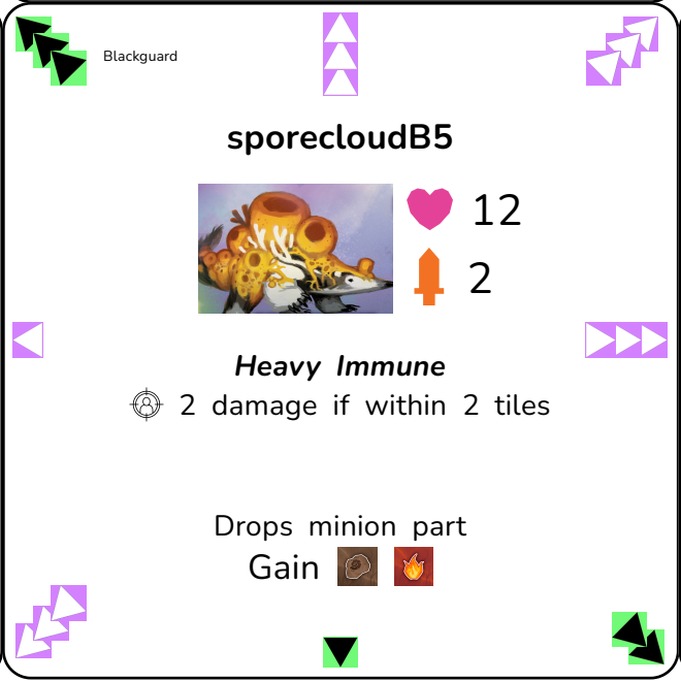 Blackguard
sporecloudB5
12
2
Heavy Immune
2 damage if within 2 tiles
Drops minion part
Gain